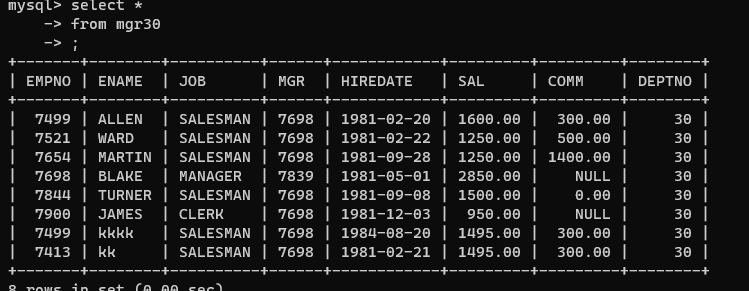 mysql> select *
    -> from mgr30
    -> ;
+-------+--------+----------+------+------------+---------+---------+--------+
| EMPNO | ENAME  | JOB      | MGR  | HIREDATE   | SAL     | COMM    | DEPTNO |
+-------+--------+----------+------+------------+---------+---------+--------+
|  7499 | ALLEN  | SALESMAN | 7698 | 1981-02-20 | 1600.00 |  300.00 |     30 |
|  7521 | WARD   | SALESMAN | 7698 | 1981-02-22 | 1250.00 |  500.00 |     30 |
|  7654 | MARTIN | SALESMAN | 7698 | 1981-09-28 | 1250.00 | 1400.00 |     30 |
|  7698 | BLAKE  | MANAGER  | 7839 | 1981-05-01 | 2850.00 |    NULL |     30 |
|  7844 | TURNER | SALESMAN | 7698 | 1981-09-08 | 1500.00 |    0.00 |     30 |
|  7900 | JAMES  | CLERK    | 7698 | 1981-12-03 |  950.00 |    NULL |     30 |
|  7499 | kkkk   | SALESMAN | 7698 | 1984-08-20 | 1495.00 |  300.00 |     30 |
|  7413 | kk     | SALESMAN | 7698 | 1981-02-21 | 1495.00 |  300.00 |     30 |
+-------+--------+----------+------+------------+---------+---------+--------+
8 rows in set (0.00 sec)